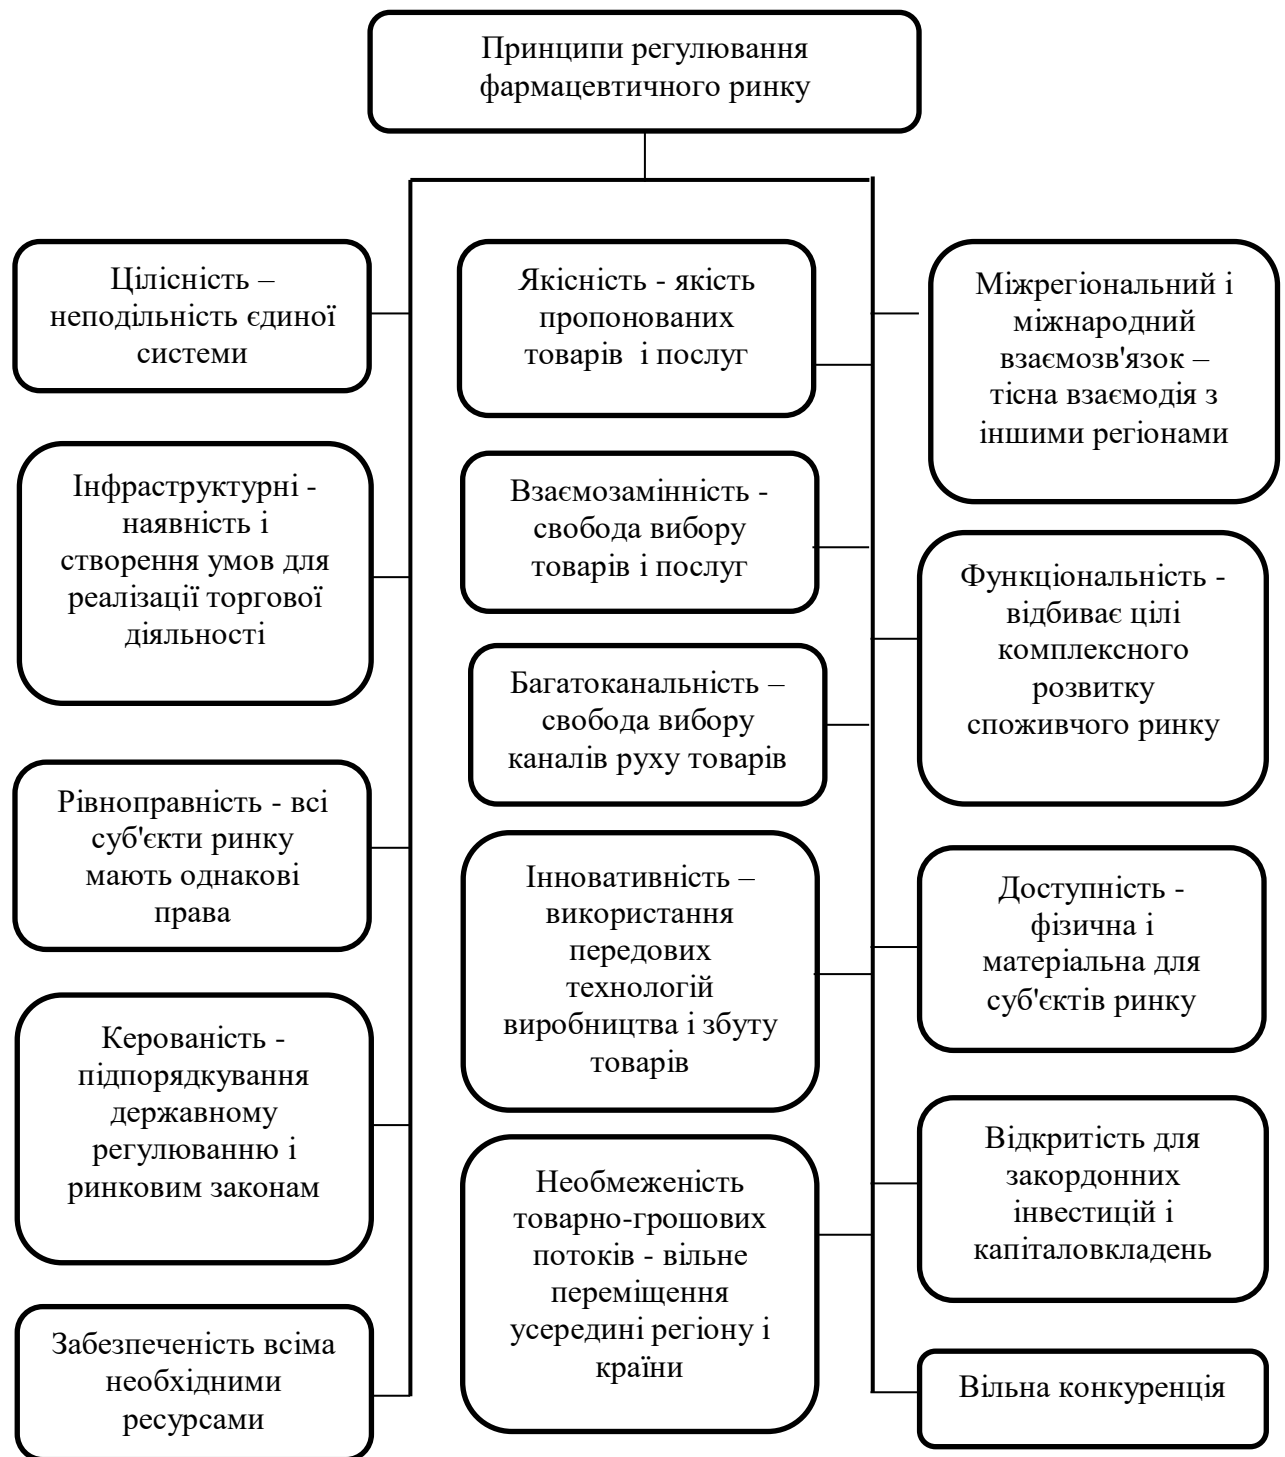 Принципи регулювання
фармацевтичного ринку
Цілісність –
неподільність єдиної
системи
Інфраструктурні -
наявність і
створення умов для
реалізації торгової
діяльності
Рівноправність - всі
суб'єкти ринку
мають однакові
права
Керованість -
підпорядкування
державному
регулюванню і
ринковим законам
Забезпеченість всіма
необхідними
ресурсами
Якісність - якість
пропонованих
товарів і послуг
Взаємозамінність -
свобода вибору
товарів і послуг
Багатоканальність –
свобода вибору
каналів руху товарів
Інновативність –
використання
передових
технологій
виробництва і збуту
товарів
Необмеженість
товарно-грошових
потоків - вільне
переміщення
усередині регіону і
країни
Міжрегіональний і
міжнародний
взаємозв'язок –
тісна взаємодія з
іншими регіонами
Функціональність -
відбиває цілі
комплексного
розвитку
споживчого ринку
Доступність -
фізична і
матеріальна для
суб'єктів ринку
Відкритість для
закордонних
інвестицій і
капіталовкладень
Вільна конкуренція